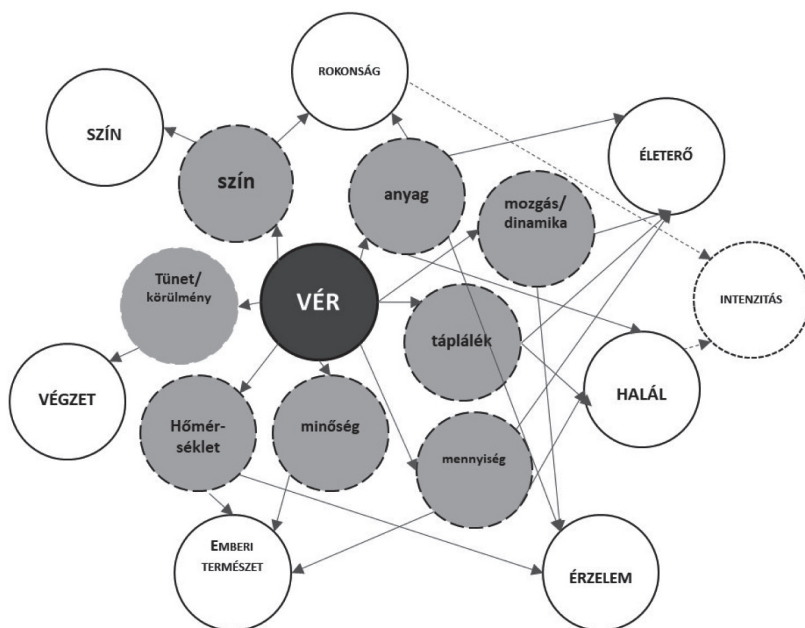 ROKONSÁG
SZÍN
szín
anyag
ÉLETERŐ
mozgás/
dinamika
Tünet/
körülmény
VÉR
INTENZITÁS
táplálék
VÉGZET
HALÁL
Hőmér-
séklet
minőség
mennyiség
EMBERI
TERMÉSZET
ÉRZELEM